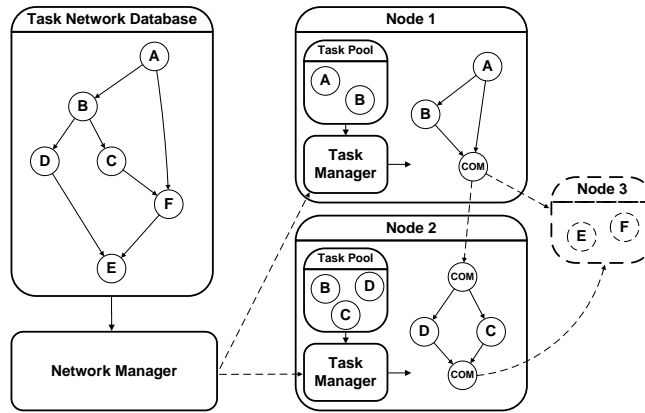 Task Network Database
A
B
D
C
F
E
Network Manager
Node 1
Task Pool
A
B
Task
Manager
A
B
COM
Node 2
Task Pool
B
D
C
Task
Manager
COM
D
C
COM
Node 3
E
F